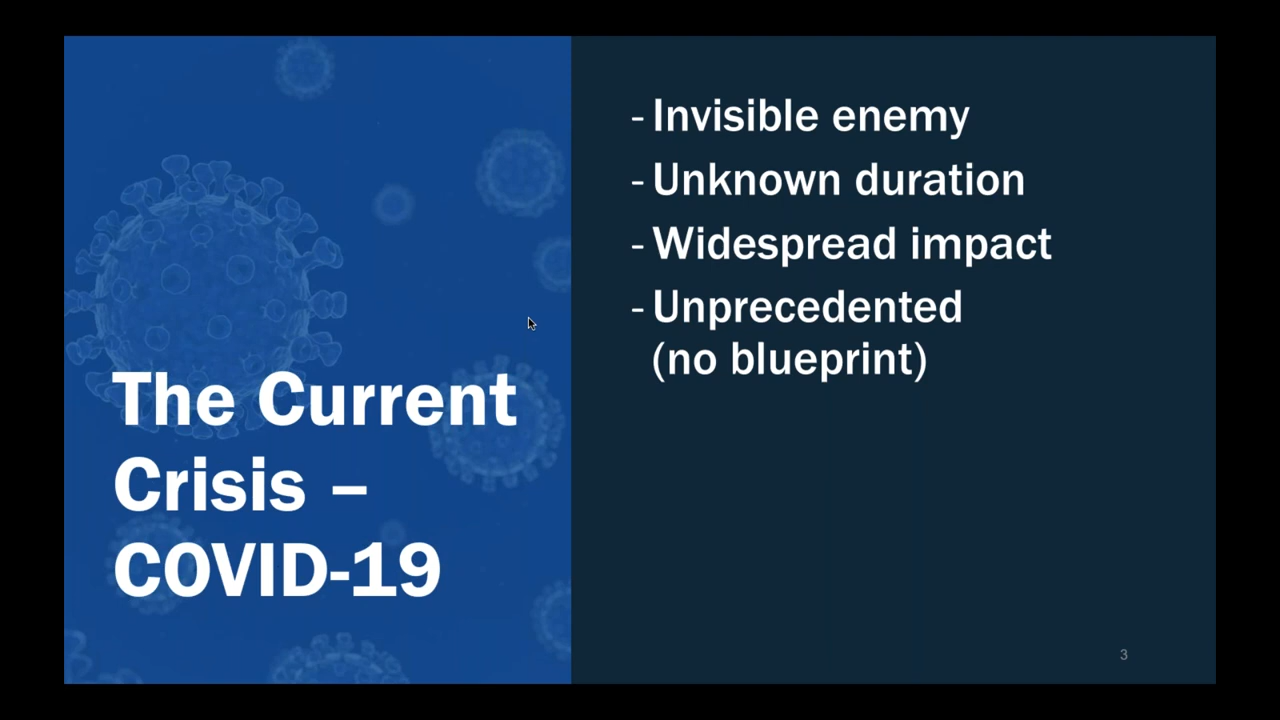 The Current
Crisis –
COVID-19
- Invisible enemy
- Unknown duration
- Widespread impact
- Unprecedented
(no blueprint)
3